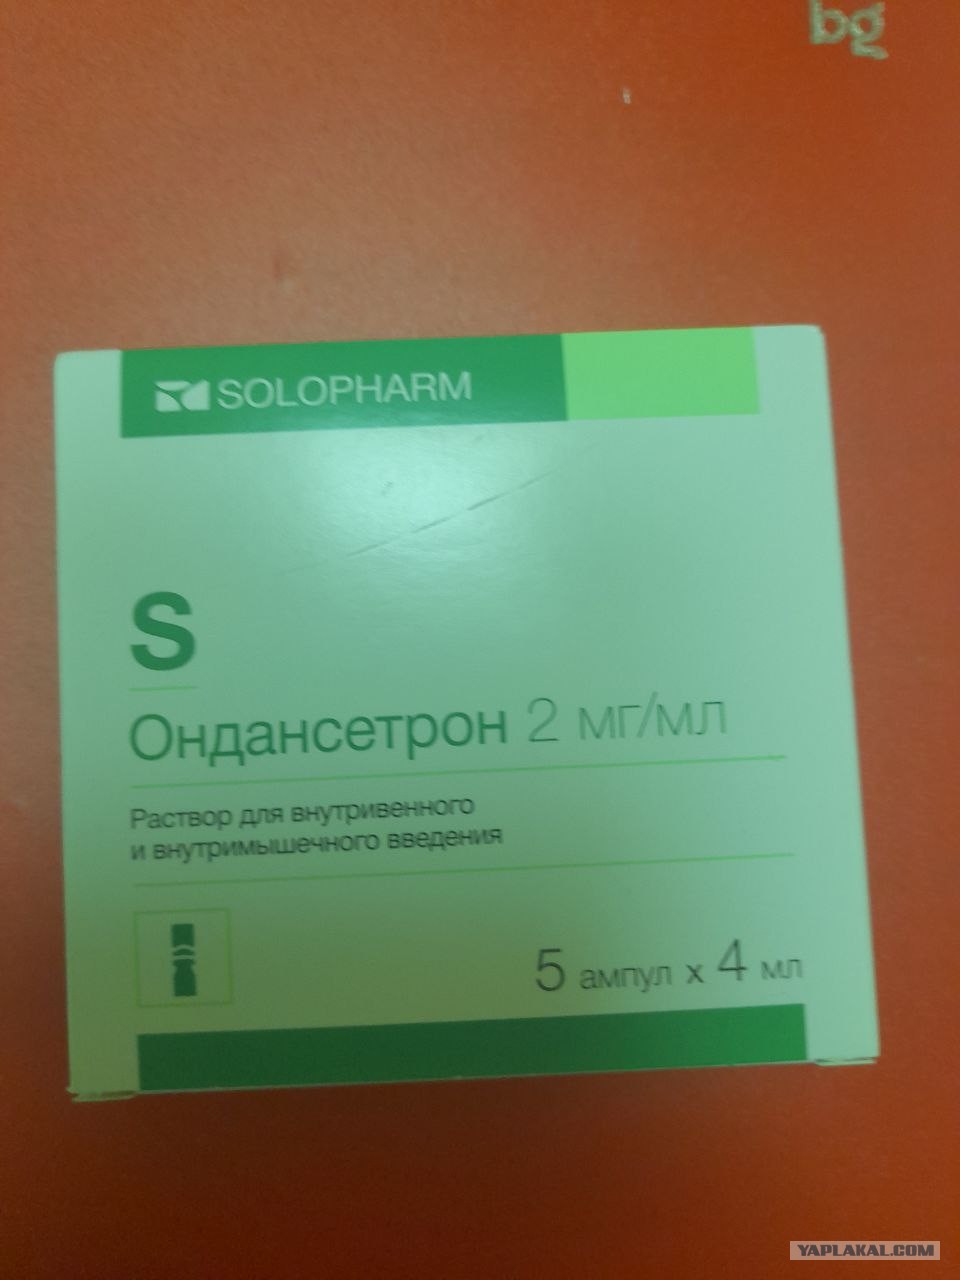 bg
SOLOPHARM
S
Ондансетрон 2 мг/мл
Раствор для внутривенного
и внутримышечного введения
5 ампул x 4 мл
YAPLAKAL.COM